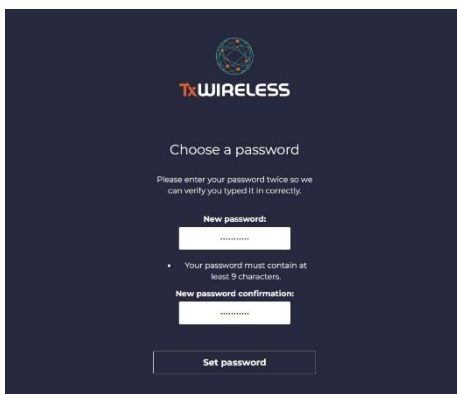 TxWIRELESS
Choose a password
Please enter your password twice so we
can verify you typed it in correctly.
New password:
•••••••••••
• Your password must contain at
least 9 characters.
New password confirmation:
•••••••••••
Set password